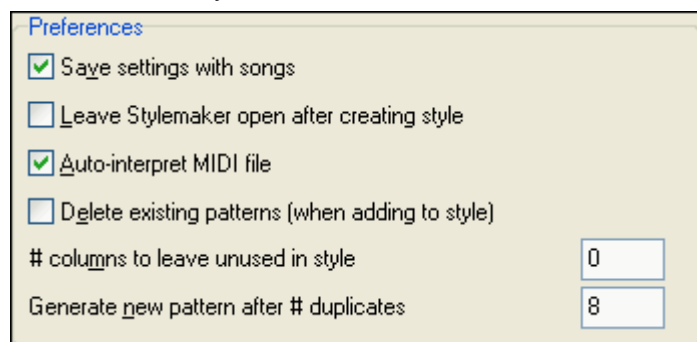 Preferences
Save settings with songs
Leave Stylemaker open after creating style
Auto-interpret MIDI file
Delete existing patterns (when adding to style)
# columns to leave unused in style 0
Generate new pattern after # duplicates 8